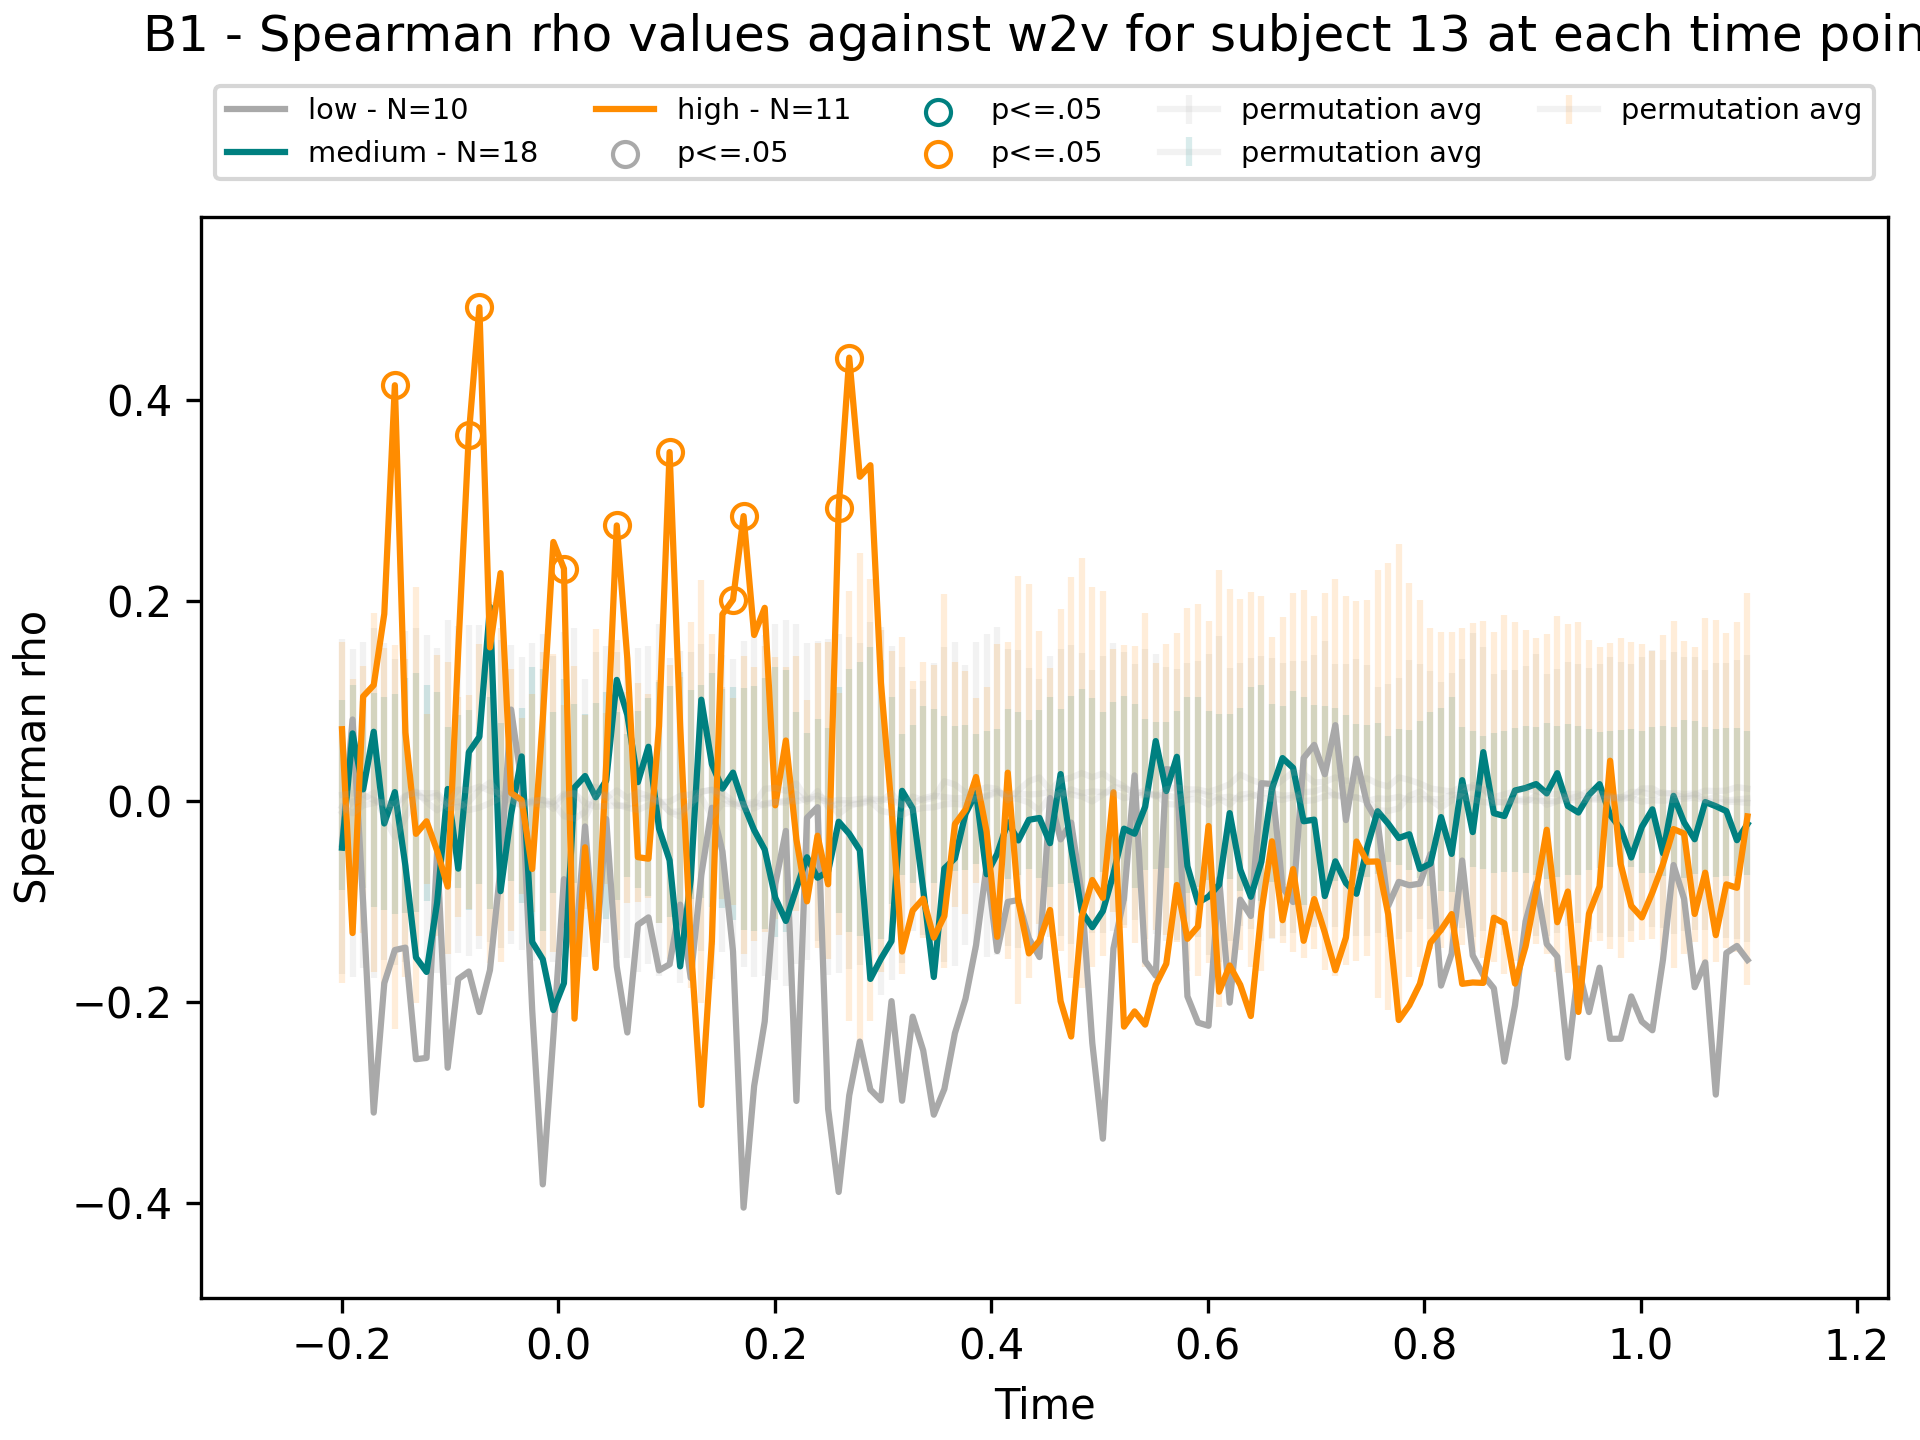 B1 - Spearman rho values against w2v for subject 13 at each time poin
low - N=10
medium - N=18
high - N=11
p<=.05
p<=.05
p<=.05
permutation avg
permutation avg
permutation avg
Spearman rho
0.4
0.2
0.0
−0.2
−0.4
−0.2 0.0 0.2 0.4 0.6 0.8 1.0 1.2
Time